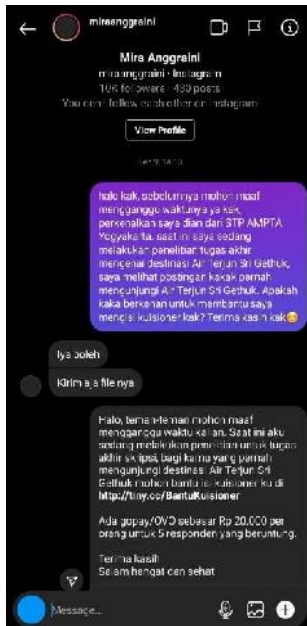 miraanggraini
Mira Anggraini
miraanggraini · Instagram
10K followers · 430 posts
You don't follow each other on Instagram
View Profile
halo kak, sebelumnya mohon maaf
mengganggu waktunya ya kak,
perkenalkan saya dian dari STP AMPTA
Yogyakarta. saat ini saya sedang
melakukan penelitian tugas akhir
mengenai destinasi Air Terjun Sri Gethuk,
saya melihat postingan kakak pernah
mengunjungi Air Terjun Sri Gethuk. Apakah
kaka berkenan untuk membantu saya
mengisi kuisioner kak? Terima kasih kak😊
Iya boleh
Kirim aja file nya
Halo, teman-teman mohon maaf
mengganggu waktu kalian. Saat ini aku
sedang melakukan penelitian untuk tugas
akhir skripsi, bagi kamu yang pernah
mengunjungi destinasi Air Terjun Sri
Gethuk mohon bantu isi kuisioner ku di
http://tiny.cc/BantuKuisioner
Ada gopay/OVO sebesar Rp 20.000 per
orang untuk 5 responden yang beruntung.
Terima kasih
Salam hangat dan sehat
Message...